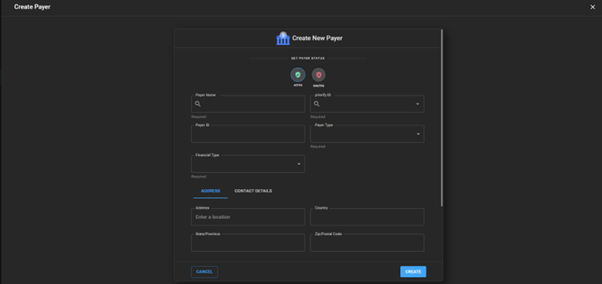 Create Payer
Create New Payer
SET PAYER STATUS
ACTIVE INACTIVE
Payer Name
Required
priorify ID
Required
Payer ID
Payer Type
Required
Financial Type
Required
ADDRESS CONTACT DETAILS
Address
Enter a location
Country
State/Province
Zip/Postal Code
CANCEL CREATE